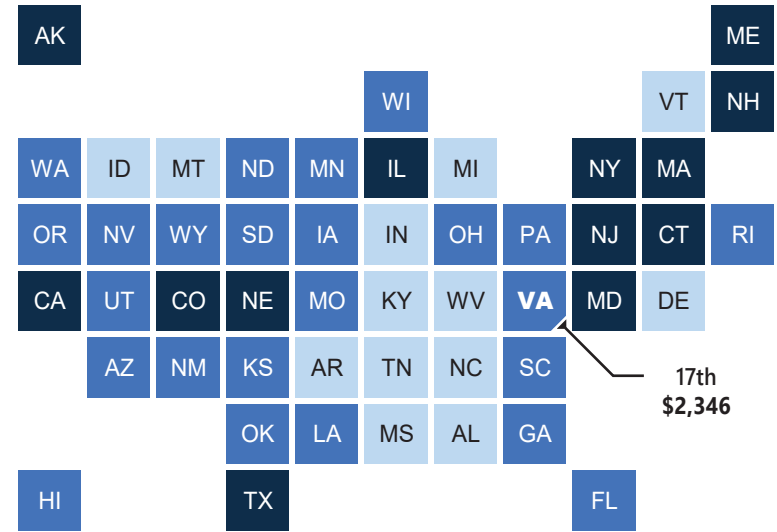 AK ME
WI VT NH
WA ID MT ND MN IL MI NY MA
OR NV WY SD IA IN OH PA NJ CT RI
CA UT CO NE MO KY WV VA MD DE
AZ NM KS AR TN NC SC
17th
$2,346
OK LA MS AL GA
HI TX FL